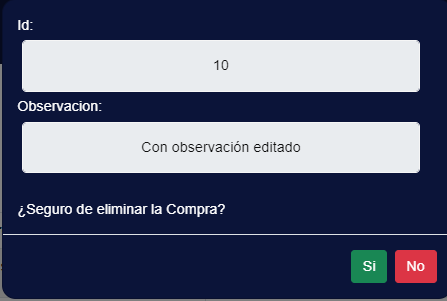 Id:
10
Observacion:
Con observación editado
¿Seguro de eliminar la Compra?
Si No